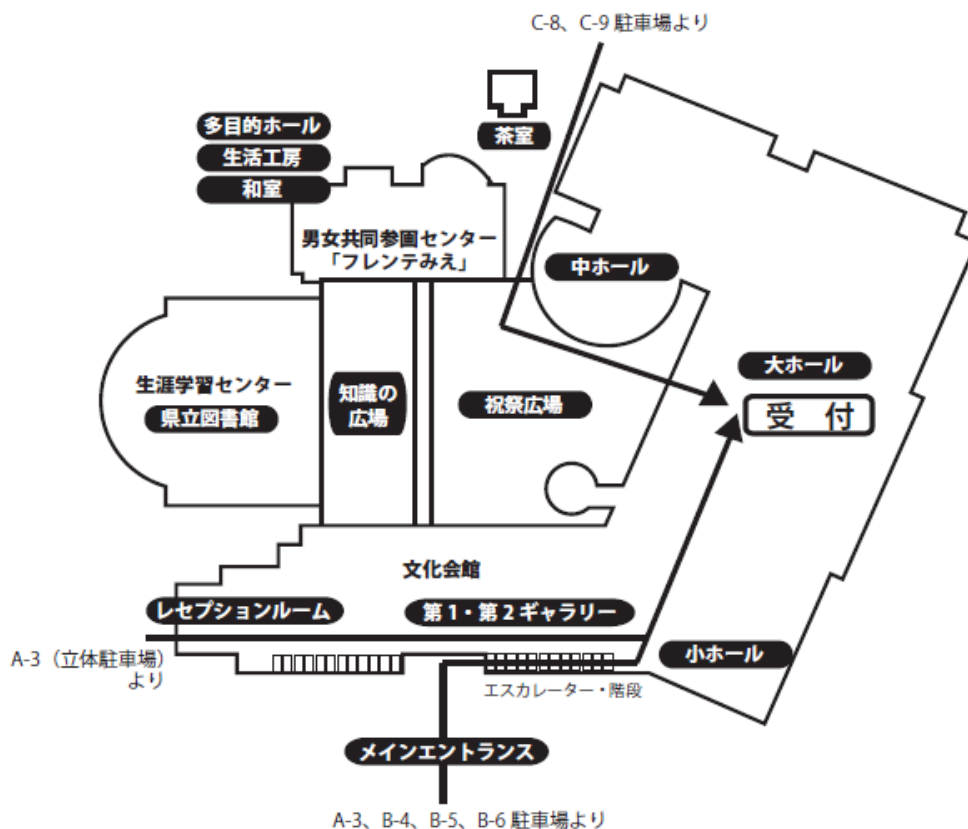 C-8、C-9 駐車場より
茶室
多目的ホール
生活工房
和室
男女共同参画センター
「フレンテみえ」
中ホール
大ホール
受 付
生涯学習センター
県立図書館
知識の
広場
祝祭広場
文化会館
レセプションルーム
第1・第2ギャラリー
A-3（立体駐車場）
より
小ホール
エスカレーター・階段
メインエントランス
A-3、B-4、B-5、B-6 駐車場より